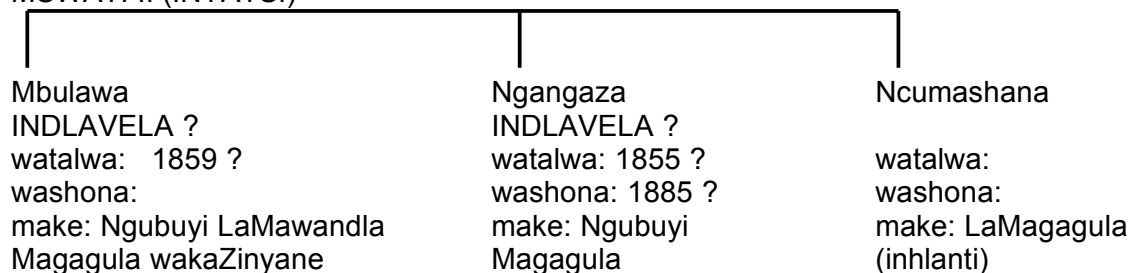 MSWATI II (INYATSI)
Mbulawa
INDLAVELA ?
watalwa: 1859 ?
washona:
make: Ngubuyi LaMawandla
Magagula wakaZinyane
Ngangaza
INDLAVELA ?
watalwa: 1855 ?
washona: 1885 ?
make: Ngubuyi
Magagula
Ncumashana
watalwa:
washona:
make: LaMagagula
(inhlanti)